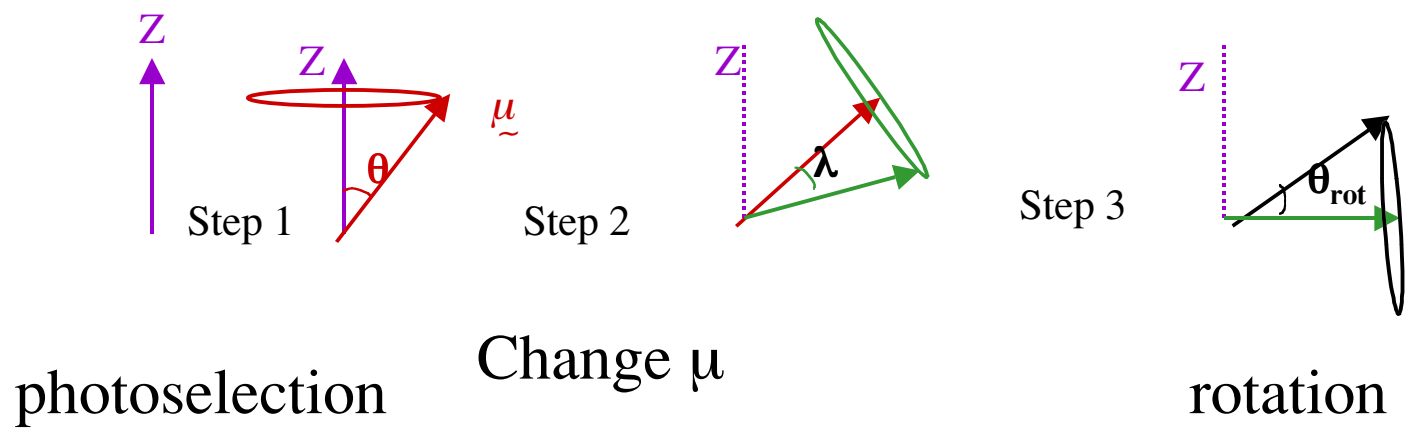 Z
Z
μ
~
θ
Step 1
Z
λ
Step 2
Z
θrot
Step 3
photoselection
Change μ
rotation